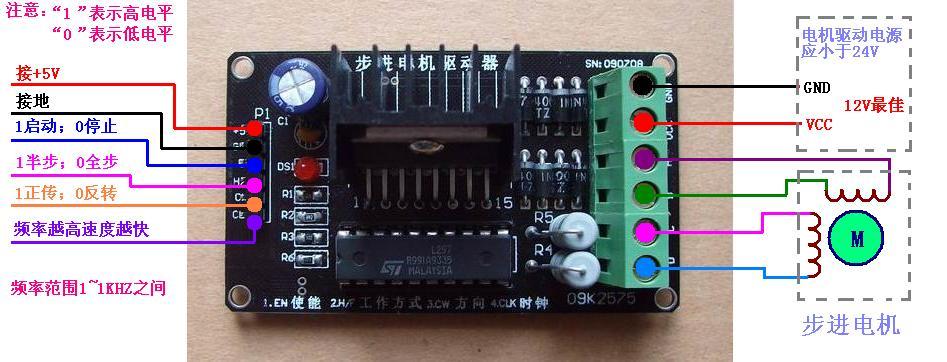 注意：“1”表示高电平
“0”表示低电平
接+5V
接地
1启动；0停止
1半步；0全步
1正传；0反转
频率越高速度越快
频率范围1~1KHZ之间
步进电机驱动器
SN:090708
P1
C1
DS1
R1
R2
R3
R6
1
15
R5
R4
L297
R991A9335
MALAYSIA
09K2575
1.EN使能 2.H/F工作方式 3.CW方向 4.CLK时钟
电机驱动电源
应小于24V
GND
12V最佳
VCC
M
步进电机